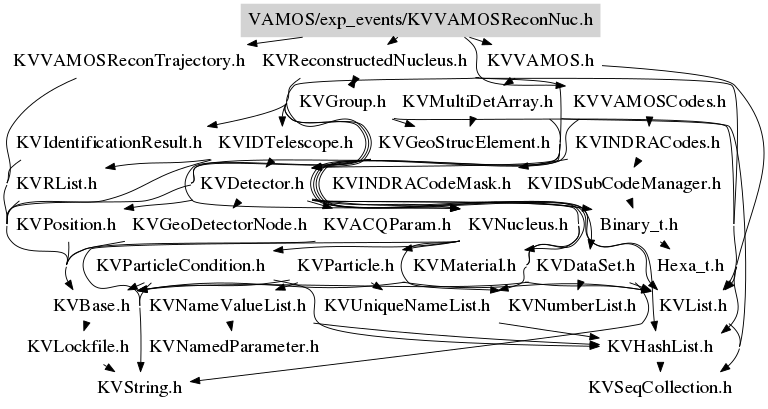 VAMOS/exp_events/KVVAMOSReconNuc.h
KVVAMOSReconTrajectory.h KVReconstructedNucleus.h KVVAMOS.h
KVGroup.h KVMultiDetArray.h KVVAMOSCodes.h
KVIdentificationResult.h KVIDTelescope.h KVGeoStrucElement.h KVINDRACodes.h
KVRList.h KVDetector.h KVINDRACodeMask.h KVIDSubCodeManager.h
KVPosition.h KVGeoDetectorNode.h KVACQParam.h KVNucleus.h Binary_t.h
KVParticleCondition.h KVParticle.h KVMaterial.h KVDataSet.h Hexa_t.h
KVBase.h KVNameValueList.h KVUniqueNameList.h KVNumberList.h KVList.h
KVLockfile.h KVNamedParameter.h KVHashList.h
KVString.h KVSeqCollection.h